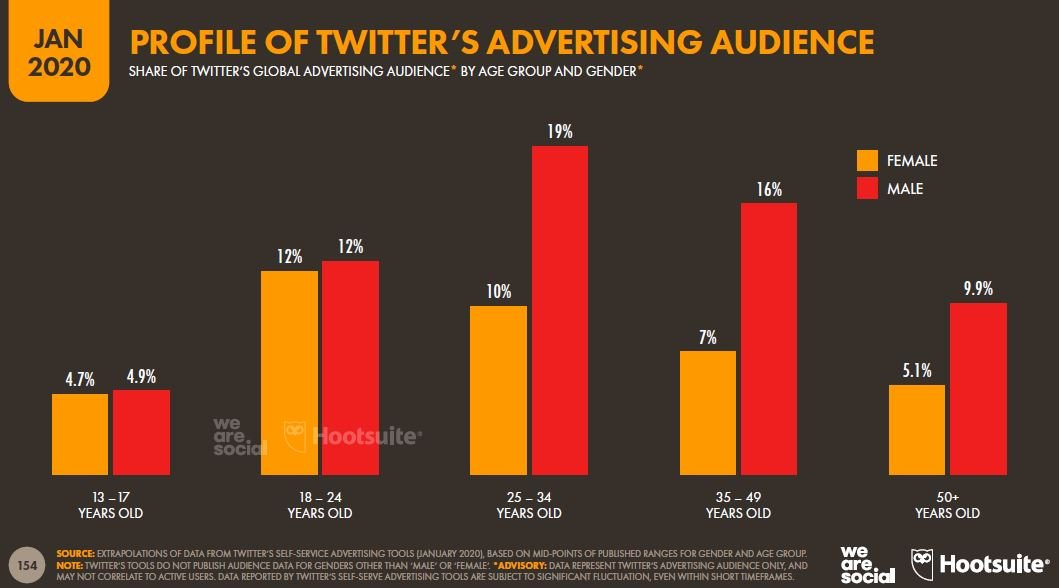 JAN
2020
PROFILE OF TWITTER'S ADVERTISING AUDIENCE
SHARE OF TWITTER'S GLOBAL ADVERTISING AUDIENCE* BY AGE GROUP AND GENDER*
FEMALE
MALE
4.7%
4.9%
12%
12%
10%
19%
7%
16%
5.1%
9.9%
we
are
social
Hootsuite®
13 – 17
YEARS OLD
18 – 24
YEARS OLD
25 – 34
YEARS OLD
35 – 49
YEARS OLD
50+
YEARS OLD
154
SOURCE: EXTRAPOLATIONS OF DATA FROM TWITTER'S SELF-SERVICE ADVERTISING TOOLS (JANUARY 2020), BASED ON MID-POINTS OF PUBLISHED RANGES FOR GENDER AND AGE GROUP.
NOTE: TWITTER'S TOOLS DO NOT PUBLISH AUDIENCE DATA FOR GENDERS OTHER THAN 'MALE' OR 'FEMALE'. *ADVISORY: DATA REPRESENT TWITTER'S ADVERTISING AUDIENCE ONLY, AND
MAY NOT CORRELATE TO ACTIVE USERS. DATA REPORTED BY TWITTER'S SELF-SERVE ADVERTISING TOOLS ARE SUBJECT TO SIGNIFICANT FLUCTUATION, EVEN WITHIN SHORT TIMEFRAMES.
we
are
social
Hootsuite®